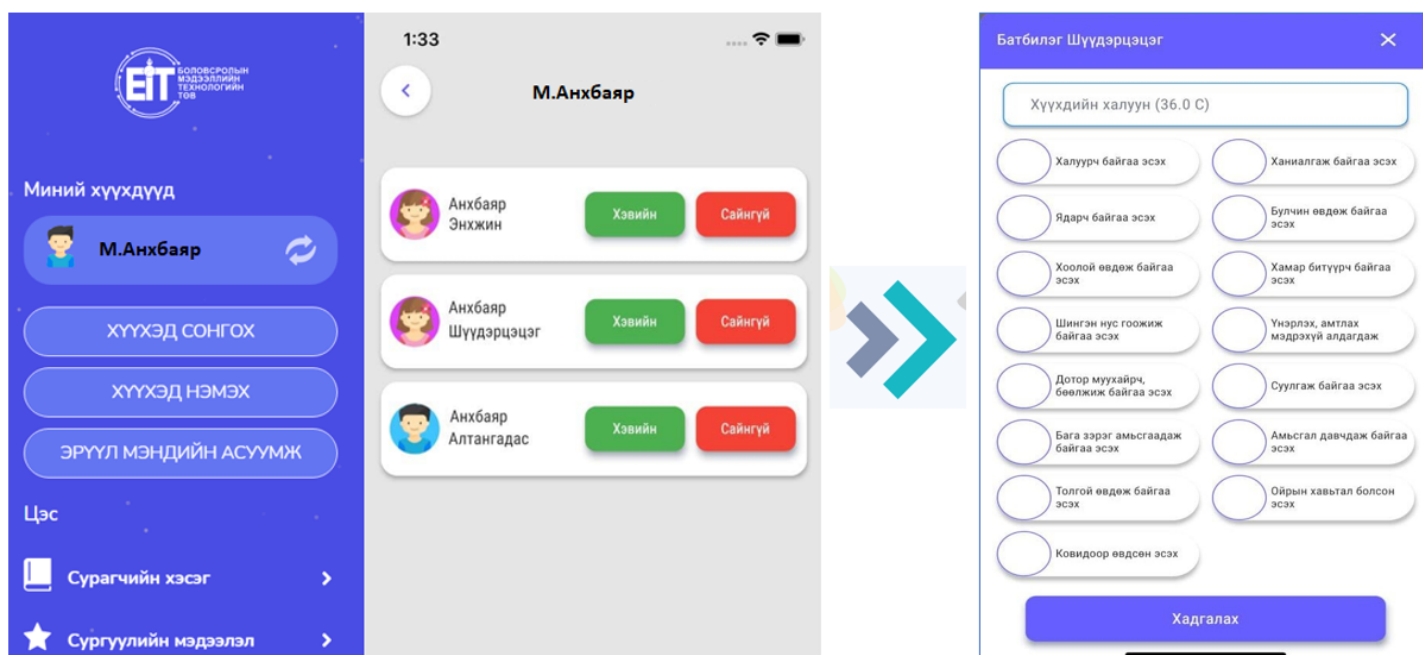 EIT
БОЛОВСРОЛЫН
МЭДЭЭЛЛИЙН
ТЕХНОЛОГИЙН
ТӨВ
Миний хүүхдүүд
М.Анхбаяр
ХҮҮХЭД СОНГОХ
ХҮҮХЭД НЭМЭХ
ЭРҮҮЛ МЭНДИЙН АСУУМЖ
Цэс
Сурагчийн хэсэг
Сургуулийн мэдээлэл
1:33
М.Анхбаяр
Анхбаяр
Энхжин
Хэвийн
Сайнгүй
Анхбаяр
Шүүдэрцэцэг
Хэвийн
Сайнгүй
Анхбаяр
Алтангадас
Хэвийн
Сайнгүй
Батбилэг Шүүдэрцэцэг
Хүүхдийн халуун (36.0 C)
Халуурч байгаа эсэх
Ханиалгаж байгаа эсэх
Ядарч байгаа эсэх
Булчин өвдөж байгаа
эсэх
Хоолой өвдөж байгаа
эсэх
Хамар битүүрч байгаа
эсэх
Шингэн нус гоожиж
байгаа эсэх
Үнэрлэх, амтлах
мэдрэхүй алдагдаж
Дотор муухайрч,
бөөлжиж байгаа эсэх
Суулгаж байгаа эсэх
Бага зэрэг амьсгаадаж
байгаа эсэх
Амьсгал давчдаж байгаа
эсэх
Толгой өвдөж байгаа
эсэх
Ойрын хавьтал болсон
эсэх
Ковидоор өвдсөн эсэх
Хадгалах